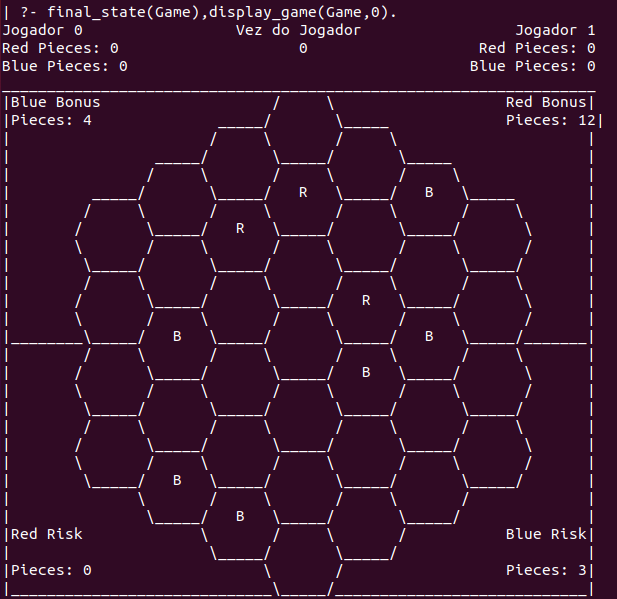 | ?- final_state(Game),display_game(Game,0).
Jogador 0 Vez do Jogador Jogador 1
Red Pieces: 0 0 Red Pieces: 0
Blue Pieces: 0 Blue Pieces: 0
Blue Bonus Red Bonus
Pieces: 4 Pieces: 12
R B
R
R
B B
B
B
B
Red Risk Blue Risk
Pieces: 0 Pieces: 3